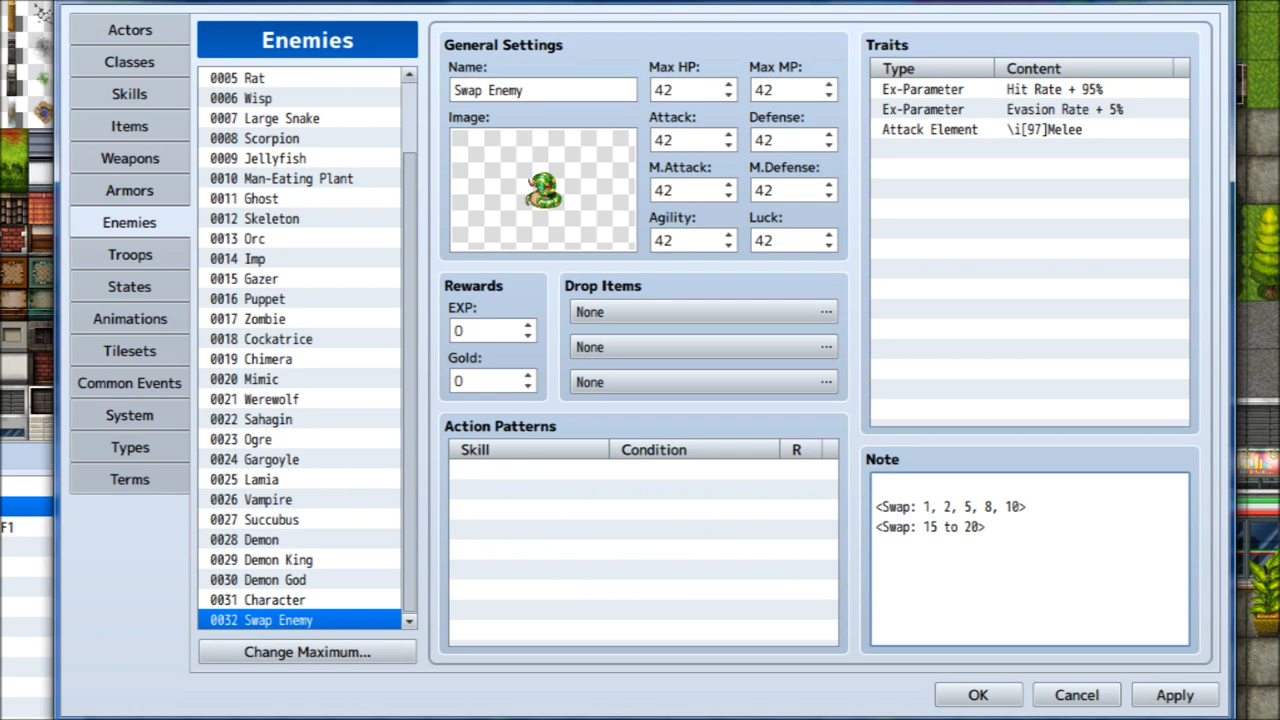 Actors
Classes
Skills
Items
Weapons
Armors
Enemies
Troops
States
Animations
Tilesets
Common Events
System
Types
Terms
F1
Enemies
0005 Rat
0006 Wisp
0007 Large Snake
0008 Scorpion
0009 Jellyfish
0010 Man-Eating Plant
0011 Ghost
0012 Skeleton
0013 Orc
0014 Imp
0015 Gazer
0016 Puppet
0017 Zombie
0018 Cockatrice
0019 Chimera
0020 Mimic
0021 Werewolf
0022 Sahagin
0023 Ogre
0024 Gargoyle
0025 Lamia
0026 Vampire
0027 Succubus
0028 Demon
0029 Demon King
0030 Demon God
0031 Character
0032 Swap Enemy
Change Maximum...
General Settings
Name:
Swap Enemy
Image:
Max HP: Max MP:
42 42
Attack: Defense:
42 42
M.Attack: M.Defense:
42 42
Agility: Luck:
42 42
Rewards
EXP:
0
Gold:
0
Drop Items
None ...
None ...
None ...
Action Patterns
Skill Condition R
Traits
Type Content
Ex-Parameter Hit Rate + 95%
Ex-Parameter Evasion Rate + 5%
Attack Element \i[97]Melee
Note
<Swap: 1, 2, 5, 8, 10>
<Swap: 15 to 20>
OK Cancel Apply